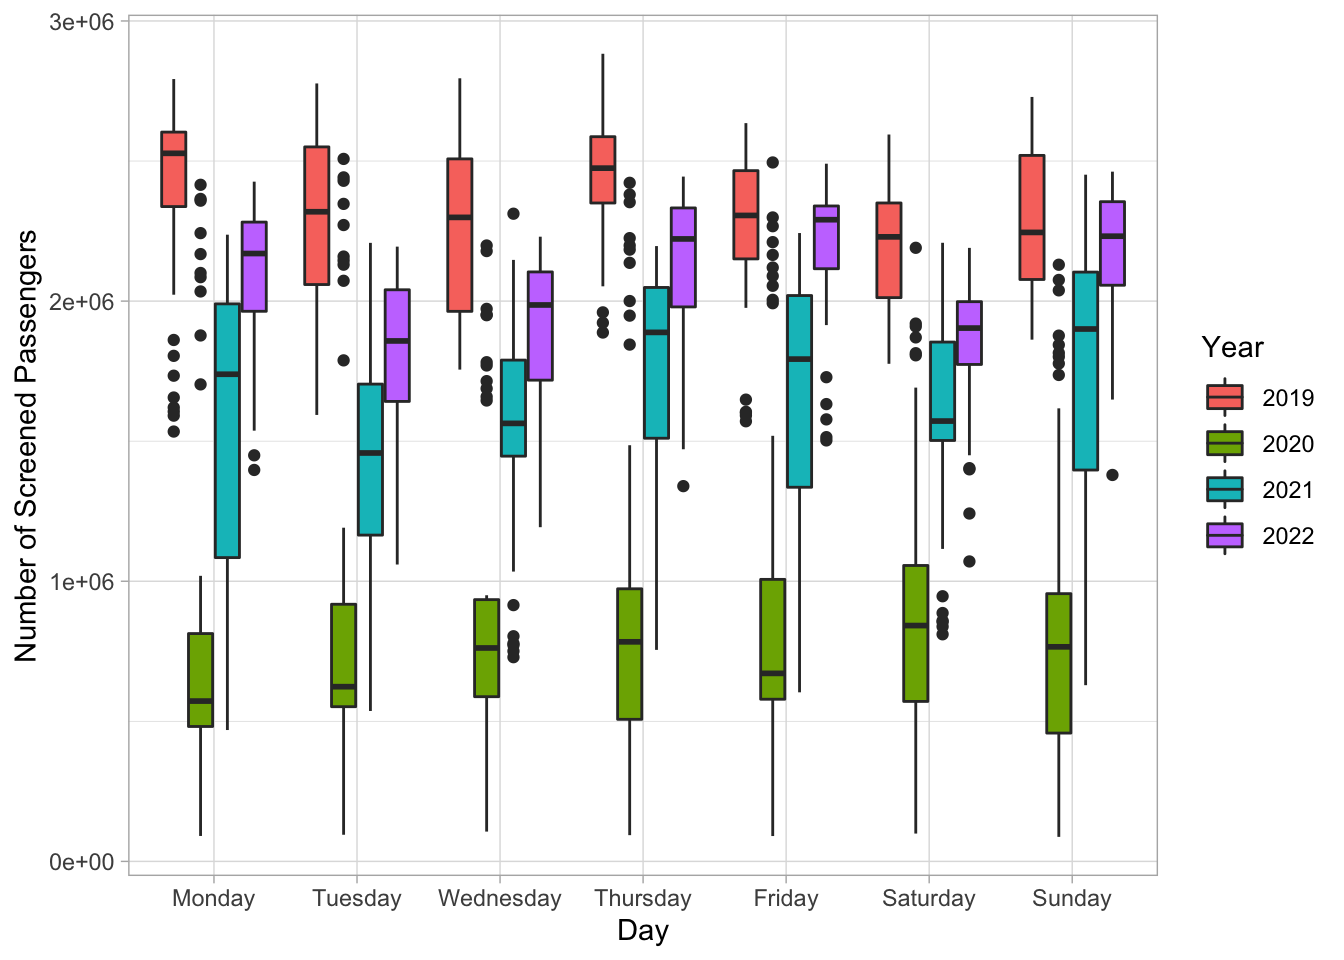 3e+06
2e+06
1e+06
0e+00
Number of Screened Passengers
Monday Tuesday Wednesday Thursday Friday Saturday Sunday
Day
Year
2019
2020
2021
2022